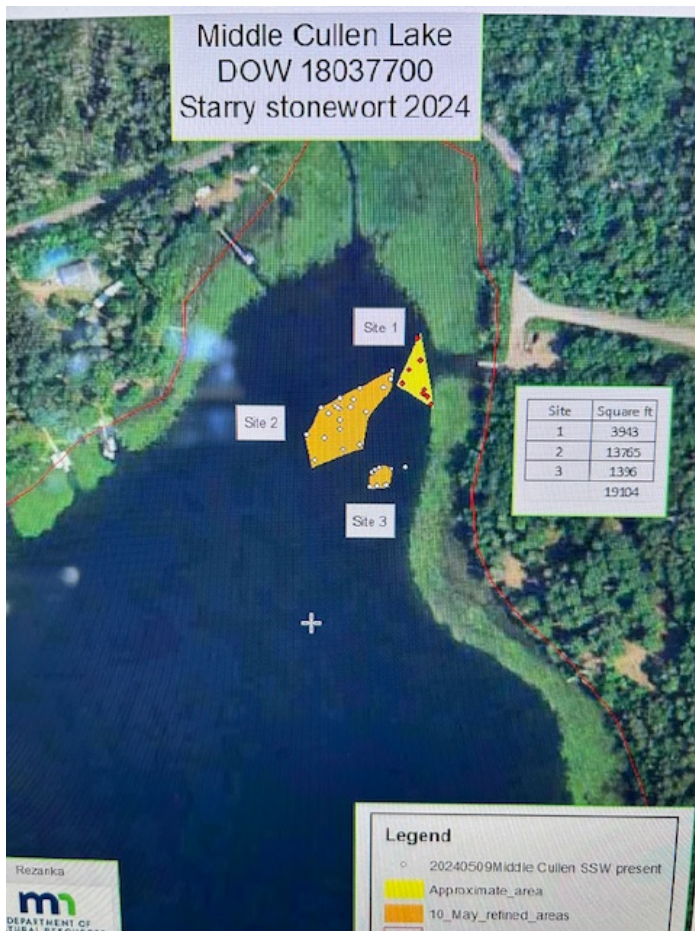 Middle Cullen Lake
DOW 18037700
Starry stonewort 2024
Site 1
Site 2
Site 3
Site Square ft
1 3943
2 13765
3 1396
19104
Legend
20240509Middle Cullen SSW present
Approximate_area
10_May_refined_areas
Rezanka
mn
DEPARTMENT OF